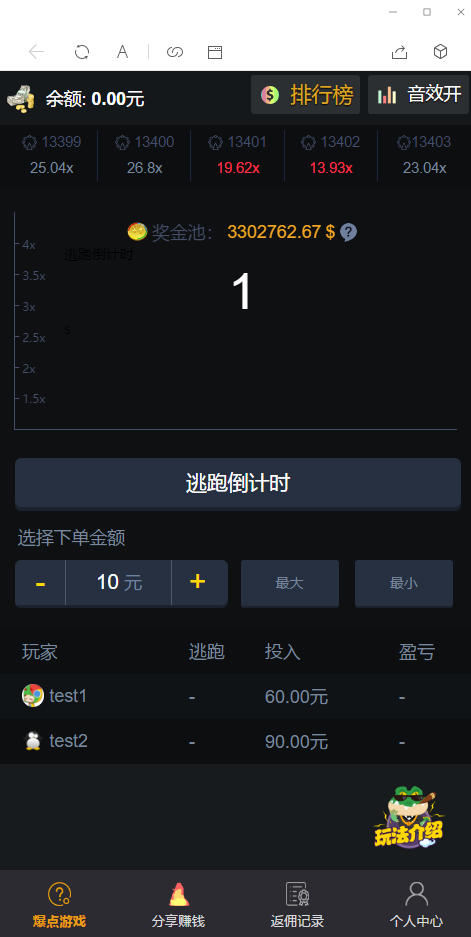 A
余额: 0.00元
排行榜
音效开
13399 13400 13401 13402 13403
25.04x 26.8x 19.62x 13.93x 23.04x
奖金池: 3302762.67 $ ?
4x
逃跑倒计时
3.5x
1
3x
2.5x
s
2x
1.5x
逃跑倒计时
选择下单金额
- 10 元 + 最大 最小
玩家 逃跑 投入 盈亏
test1 - 60.00元 -
test2 - 90.00元 -
玩法介绍
爆点游戏 分享赚钱 返佣记录 个人中心